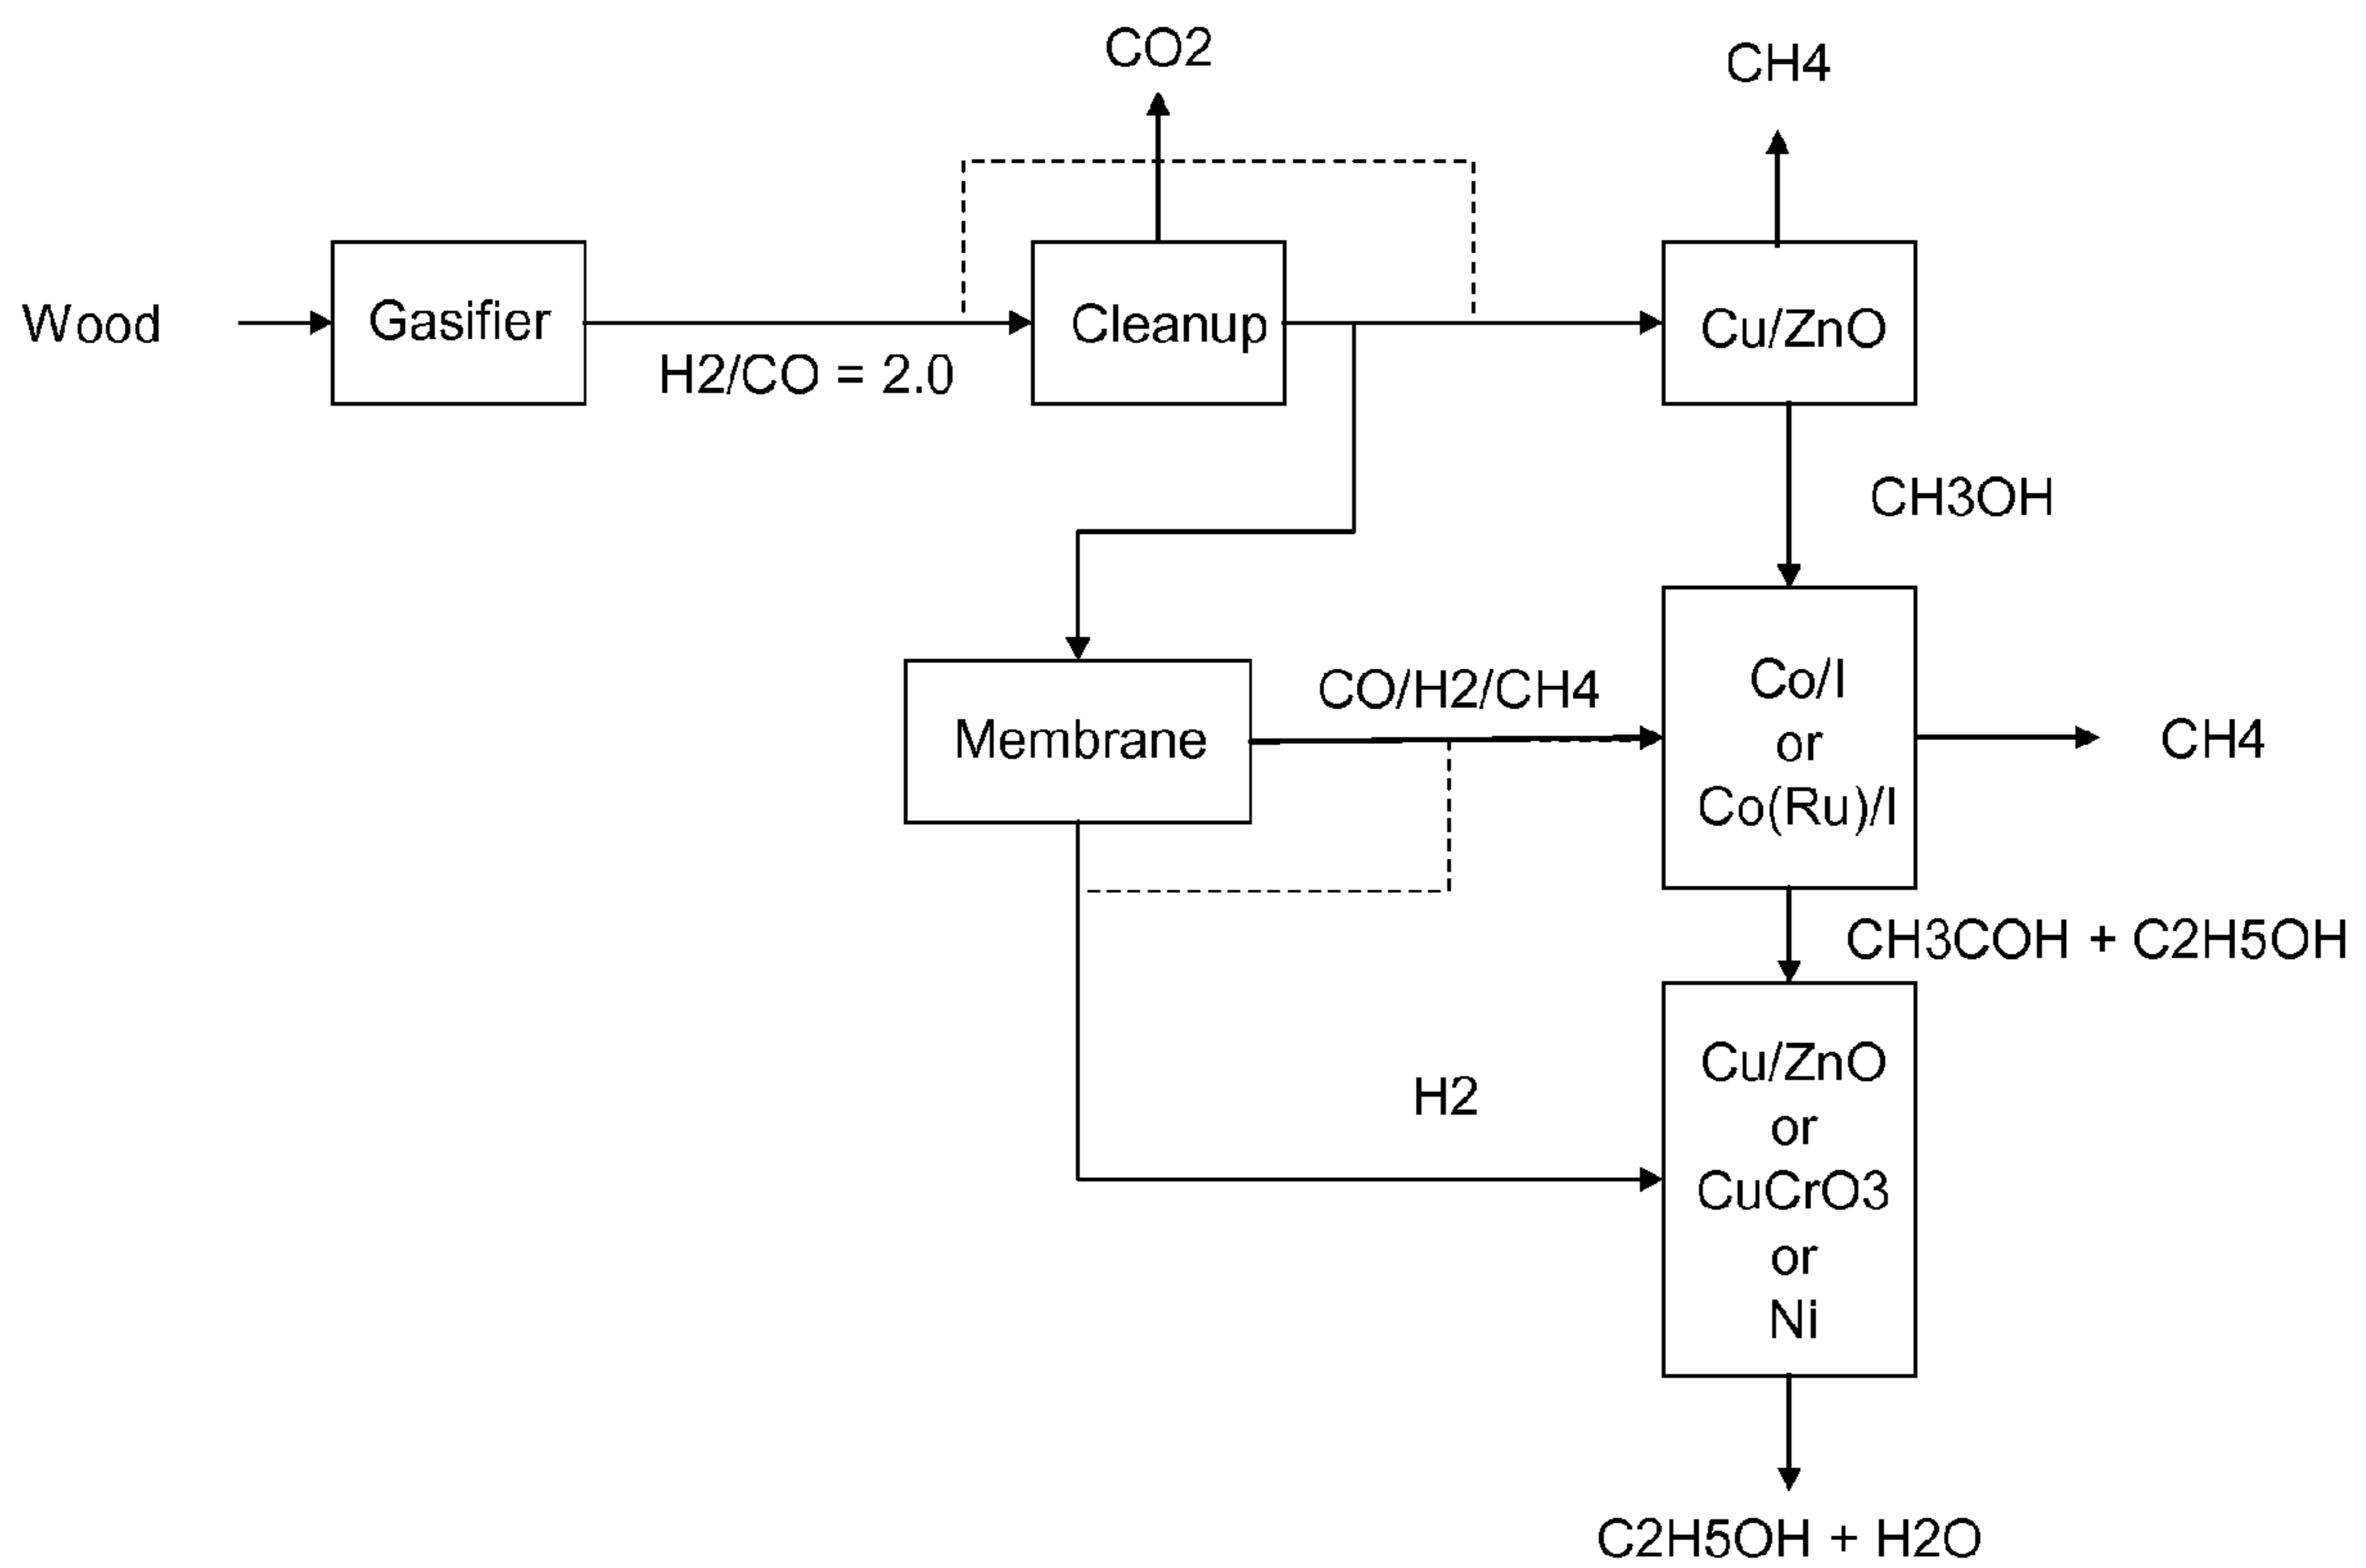 CO2
CH4
Wood
Gasifier
H2/CO = 2.0
Cleanup
Cu/ZnO
CH3OH
Membrane
CO/H2/CH4
Co/I
or
Co(Ru)/I
CH4
CH3COH + C2H5OH
H2
Cu/ZnO
or
CuCrO3
or
Ni
C2H5OH + H2O